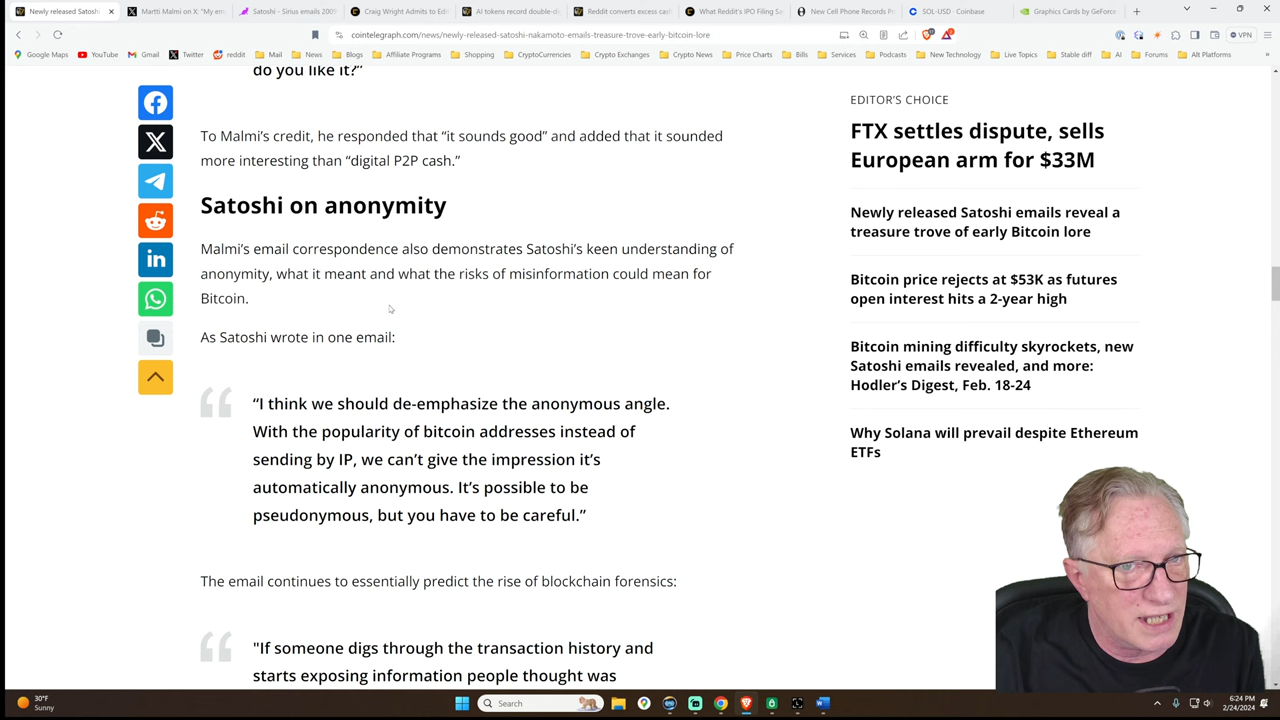 Newly released Satoshi
Martti Malmi on X: "My em
Satoshi - Sirius emails 2009
Craig Wright Admits to Ed
AI tokens record double-di
Reddit converts excess cash
What Reddit's IPO Filing Sa
New Cell Phone Records Po
SOL-USD · Coinbase
Graphics Cards by GeForce
cointelegraph.com/news/newly-released-satoshi-nakamoto-emails-treasure-trove-early-bitcoin-lore
VPN
Google Maps
YouTube
Gmail
Twitter
reddit
Mail
News
Blogs
Affiliate Programs
Shopping
CryptoCurrencies
Crypto Exchanges
Crypto News
Price Charts
Bills
Services
Podcasts
New Technology
Live Topics
Stable diff
AI
Forums
Alt Platforms
do you like it?”
To Malmi’s credit, he responded that “it sounds good” and added that it sounded
more interesting than “digital P2P cash.”
Satoshi on anonymity
Malmi’s email correspondence also demonstrates Satoshi’s keen understanding of
anonymity, what it meant and what the risks of misinformation could mean for
Bitcoin.
As Satoshi wrote in one email:
“I think we should de-emphasize the anonymous angle.
With the popularity of bitcoin addresses instead of
sending by IP, we can’t give the impression it’s
automatically anonymous. It’s possible to be
pseudonymous, but you have to be careful.”
The email continues to essentially predict the rise of blockchain forensics:
"If someone digs through the transaction history and
starts exposing information people thought was
EDITOR’S CHOICE
FTX settles dispute, sells
European arm for $33M
Newly released Satoshi emails reveal a
treasure trove of early Bitcoin lore
Bitcoin price rejects at $53K as futures
open interest hits a 2-year high
Bitcoin mining difficulty skyrockets, new
Satoshi emails revealed, and more:
Hodler’s Digest, Feb. 18-24
Why Solana will prevail despite Ethereum
ETFs
30°F
Sunny
Search
6:24 PM
2/24/2024